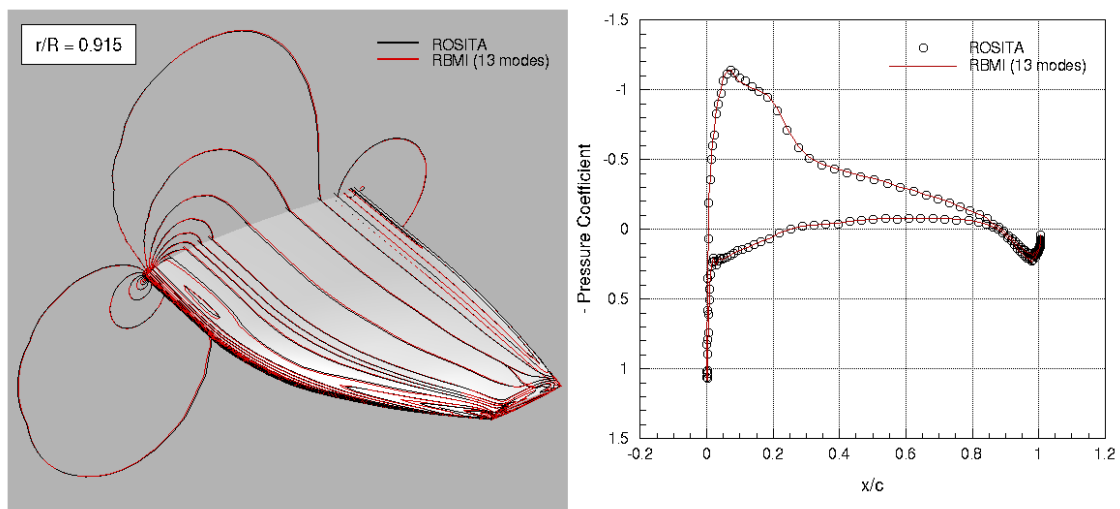 r/R = 0.915
ROSITA
RBMI (13 modes)
-1.5
-1
-0.5
0
0.5
1
1.5
- Pressure Coefficient
ROSITA
RBMI (13 modes)
-0.2 0 0.2 0.4 0.6 0.8 1 1.2
x/c